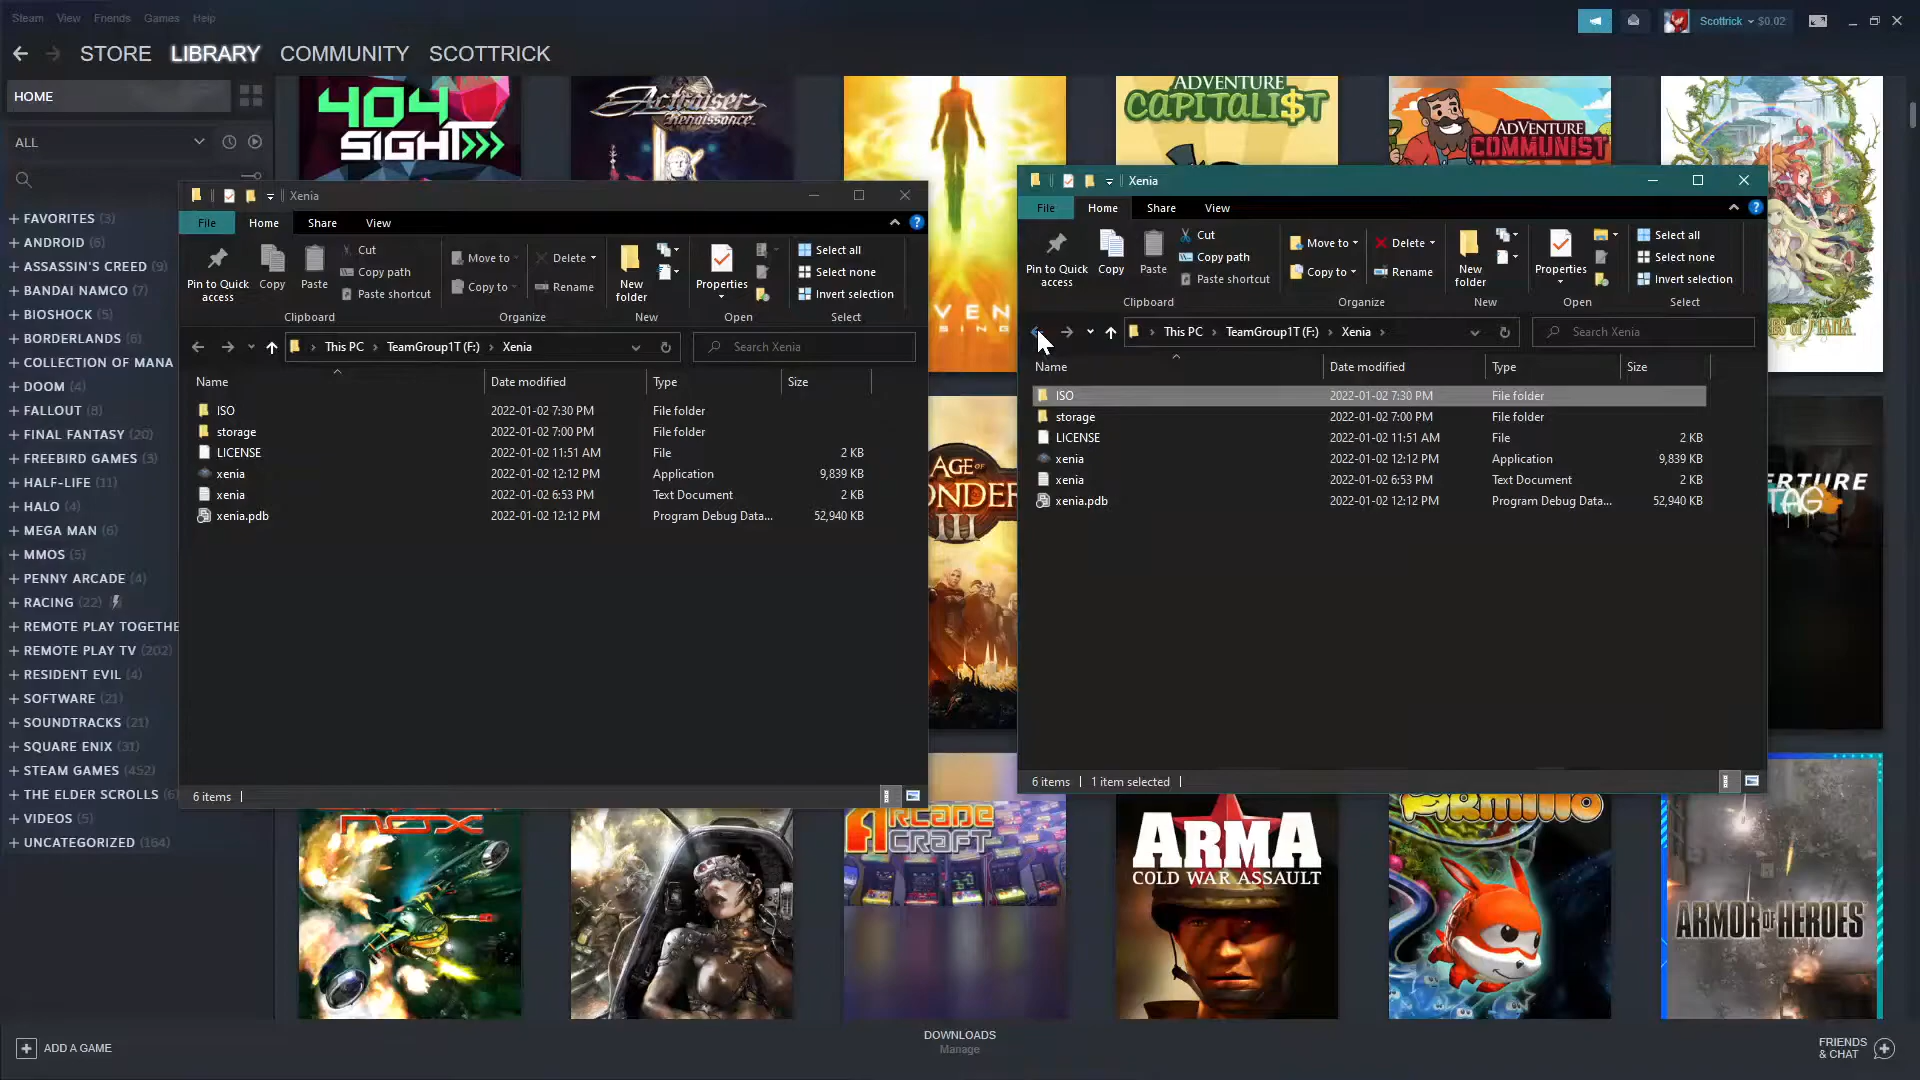 Steam View Friends Games Help
Scottrick $0.02
STORE LIBRARY COMMUNITY SCOTTRICK
HOME
ALL
FAVORITES (3)
ANDROID (6)
ASSASSIN'S CREED (9)
BANDAI NAMCO (7)
BIOSHOCK (5)
BORDERLANDS (6)
COLLECTION OF MANA
DOOM (4)
FALLOUT (8)
FINAL FANTASY (20)
FREEBIRD GAMES (3)
HALF-LIFE (11)
HALO (4)
MEGA MAN (6)
MMOS (5)
PENNY ARCADE (4)
RACING (22)
REMOTE PLAY TOGETHE
REMOTE PLAY TV (202)
RESIDENT EVIL (4)
SOFTWARE (21)
SOUNDTRACKS (21)
SQUARE ENIX (31)
STEAM GAMES (452)
THE ELDER SCROLLS (6
VIDEOS (5)
UNCATEGORIZED (164)
ADD A GAME
404
SIGHT
Actraiser
Renaissance
ADVENTURE
CAPITALI$T
ADVENTURE
COMMUNIST
Xenia
File Home Share View
Pin to Quick access
Copy
Paste
Cut
Copy path
Paste shortcut
Clipboard
Move to
Copy to
Delete
Rename
Organize
New folder
New
Properties
Open
Select all
Select none
Invert selection
Select
This PC TeamGroup1T (F:) Xenia
Search Xenia
Name Date modified Type Size
ISO 2022-01-02 7:30 PM File folder
storage 2022-01-02 7:00 PM File folder
LICENSE 2022-01-02 11:51 AM File 2 KB
xenia 2022-01-02 12:12 PM Application 9,839 KB
xenia 2022-01-02 6:53 PM Text Document 2 KB
xenia.pdb 2022-01-02 12:12 PM Program Debug Data... 52,940 KB
6 items
Xenia
File Home Share View
Pin to Quick access
Copy
Paste
Cut
Copy path
Paste shortcut
Clipboard
Move to
Copy to
Delete
Rename
Organize
New folder
New
Properties
Open
Select all
Select none
Invert selection
Select
This PC TeamGroup1T (F:) Xenia
Search Xenia
Name Date modified Type Size
ISO 2022-01-02 7:30 PM File folder
storage 2022-01-02 7:00 PM File folder
LICENSE 2022-01-02 11:51 AM File 2 KB
xenia 2022-01-02 12:12 PM Application 9,839 KB
xenia 2022-01-02 6:53 PM Text Document 2 KB
xenia.pdb 2022-01-02 12:12 PM Program Debug Data... 52,940 KB
6 items 1 item selected
VEN
SING
OF MANA
AGE OF
ONDER
III
ERTURE
TAG
ARCADE
CRAFT
ARMA
COLD WAR ASSAULT
ARMOR OF HEROES
DOWNLOADS
Manage
FRIENDS
& CHAT